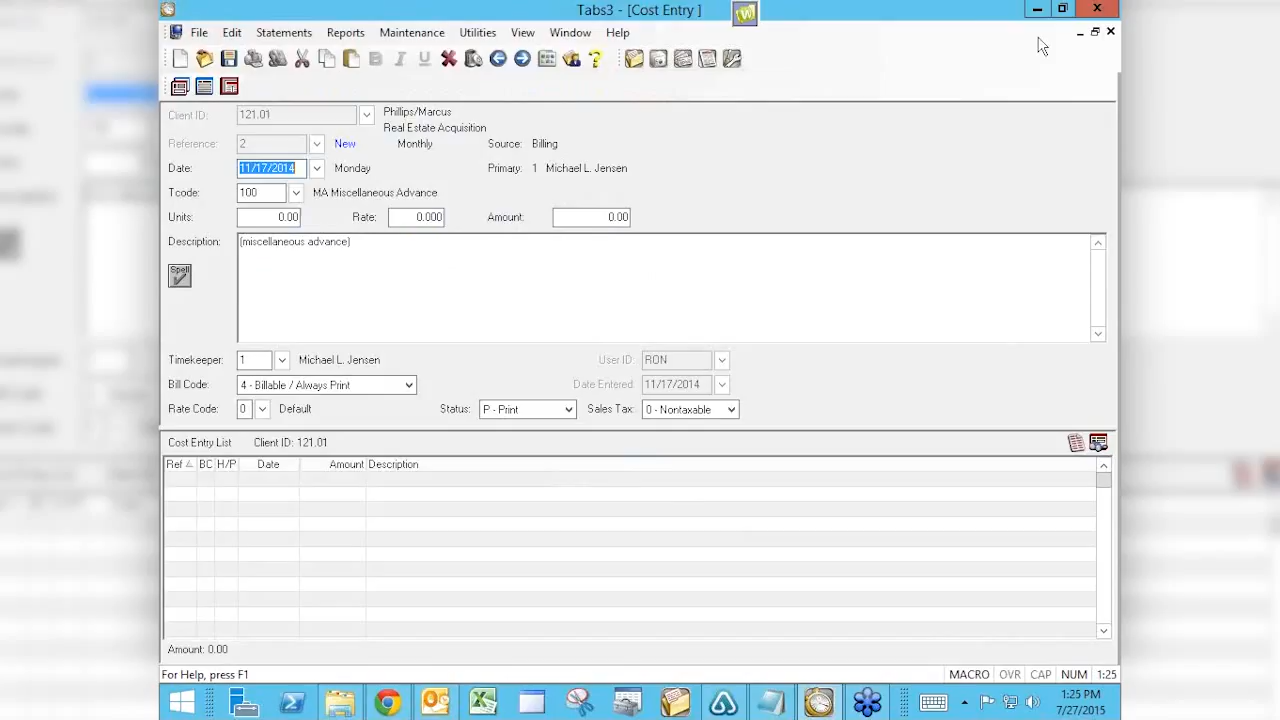 Tabs3 - [Cost Entry ]
File Edit Statements Reports Maintenance Utilities View Window Help
Client ID: 121.01 Phillips/Marcus
Real Estate Acquisition
Reference: 2 New Monthly Source: Billing
Date: 11/17/2014 Monday Primary: 1 Michael L. Jensen
Tcode: 100 MA Miscellaneous Advance
Units: 0.00 Rate: 0.000 Amount: 0.00
Description: (miscellaneous advance)
Spell
Timekeeper: 1 Michael L. Jensen User ID: RON
Bill Code: 4 - Billable / Always Print Date Entered: 11/17/2014
Rate Code: 0 Default Status: P - Print Sales Tax: 0 - Nontaxable
Cost Entry List Client ID: 121.01
Ref BC H/P Date Amount Description
Amount: 0.00
For Help, press F1 MACRO OVR CAP NUM 1:25
1:25 PM
7/27/2015